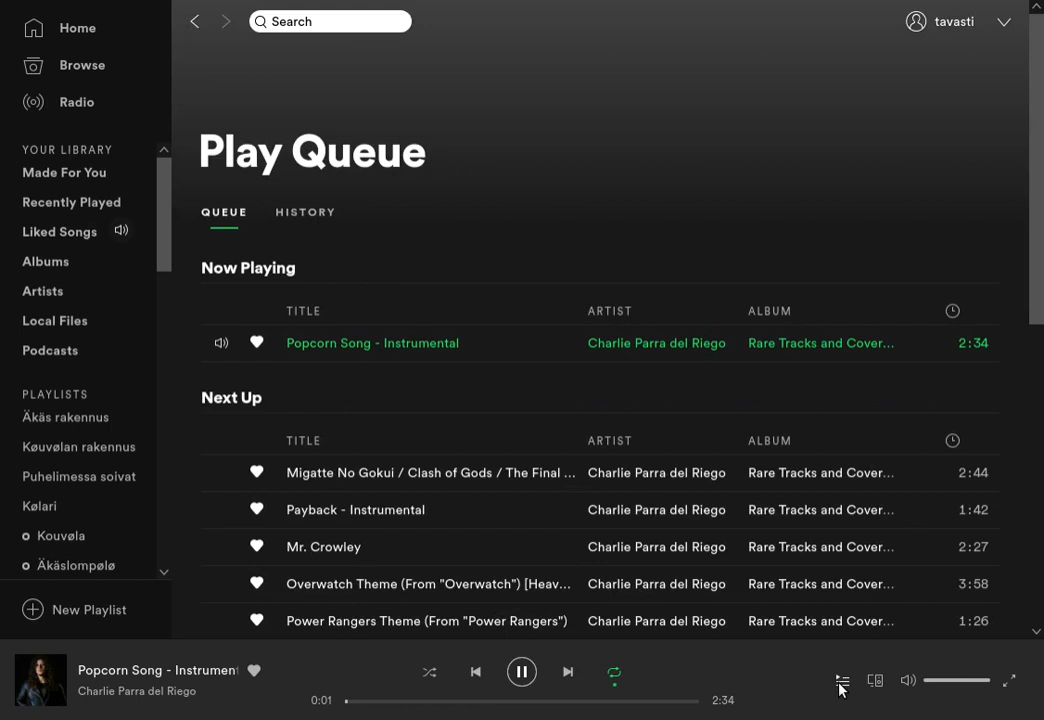 Home
Browse
Radio
YOUR LIBRARY
Made For You
Recently Played
Liked Songs
Albums
Artists
Local Files
Podcasts
PLAYLISTS
Äkäs rakennus
Køuvølan rakennus
Puhelimessa soivat
Kølari
Kouvøla
Äkäslompølø
New Playlist
Search
tavasti
Play Queue
QUEUE HISTORY
Now Playing
TITLE ARTIST ALBUM
Popcorn Song - Instrumental Charlie Parra del Riego Rare Tracks and Cover... 2:34
Next Up
TITLE ARTIST ALBUM
Migatte No Gokui / Clash of Gods / The Final ... Charlie Parra del Riego Rare Tracks and Cover... 2:44
Payback - Instrumental Charlie Parra del Riego Rare Tracks and Cover... 1:42
Mr. Crowley Charlie Parra del Riego Rare Tracks and Cover... 2:27
Overwatch Theme (From "Overwatch") [Heav... Charlie Parra del Riego Rare Tracks and Cover... 3:58
Power Rangers Theme (From "Power Rangers") Charlie Parra del Riego Rare Tracks and Cover... 1:26
Popcorn Song - Instrument
Charlie Parra del Riego
0:01 2:34